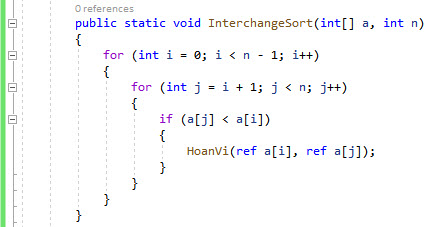 0 references
public static void InterchangeSort(int[] a, int n)
{
for (int i = 0; i < n - 1; i++)
{
for (int j = i + 1; j < n; j++)
{
if (a[j] < a[i])
{
HoanVi(ref a[i], ref a[j]);
}
}
}
}